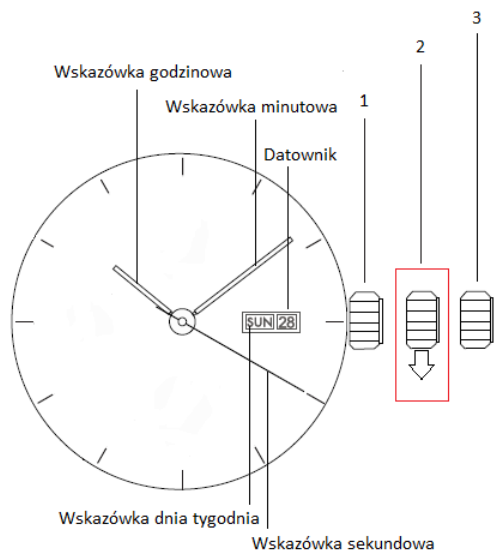 3
2
Wskazówka godzinowa
1
Wskazówka minutowa
Datownik
SUN 28
Wskazówka dnia tygodnia
Wskazówka sekundowa